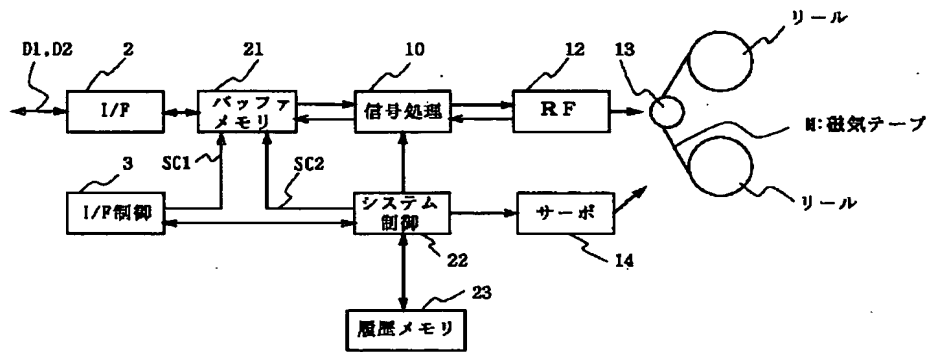 リール
D1,D2
2
21
10
12
13
I/F
バッファ
メモリ
信号処理
RF
M:磁気テープ
SC1
SC2
3
I/F制御
システム
制御
サーボ
リール
22
14
23
履歴メモリ